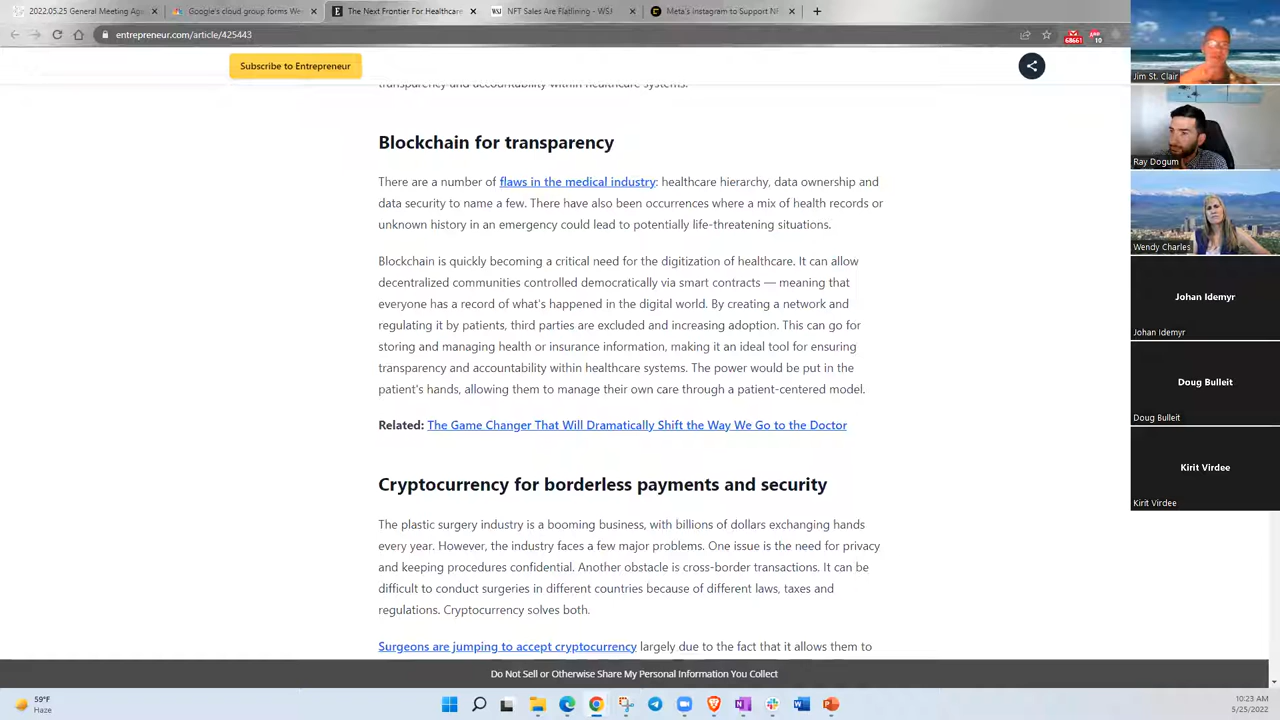 2022.05.25 General Meeting Age
Google's cloud group forms We
The Next Frontier For Healthcare
NFT Sales Are Flatlining - WSJ
Meta's Instagram to Support NF
entrepreneur.com/article/425443
68661
10
Subscribe to Entrepreneur
transparency and accountability within healthcare systems.
Blockchain for transparency
There are a number of flaws in the medical industry: healthcare hierarchy, data ownership and
data security to name a few. There have also been occurrences where a mix of health records or
unknown history in an emergency could lead to potentially life-threatening situations.
Blockchain is quickly becoming a critical need for the digitization of healthcare. It can allow
decentralized communities controlled democratically via smart contracts — meaning that
everyone has a record of what's happened in the digital world. By creating a network and
regulating it by patients, third parties are excluded and increasing adoption. This can go for
storing and managing health or insurance information, making it an ideal tool for ensuring
transparency and accountability within healthcare systems. The power would be put in the
patient's hands, allowing them to manage their own care through a patient-centered model.
Related: The Game Changer That Will Dramatically Shift the Way We Go to the Doctor
Cryptocurrency for borderless payments and security
The plastic surgery industry is a booming business, with billions of dollars exchanging hands
every year. However, the industry faces a few major problems. One issue is the need for privacy
and keeping procedures confidential. Another obstacle is cross-border transactions. It can be
difficult to conduct surgeries in different countries because of different laws, taxes and
regulations. Cryptocurrency solves both.
Surgeons are jumping to accept cryptocurrency largely due to the fact that it allows them to
Do Not Sell or Otherwise Share My Personal Information You Collect
Jim St. Clair
Ray Dogum
Wendy Charles
Johan Idemyr
Johan Idemyr
Doug Bulleit
Doug Bulleit
Kirit Virdee
Kirit Virdee
59°F
Haze
10:23 AM
5/25/2022